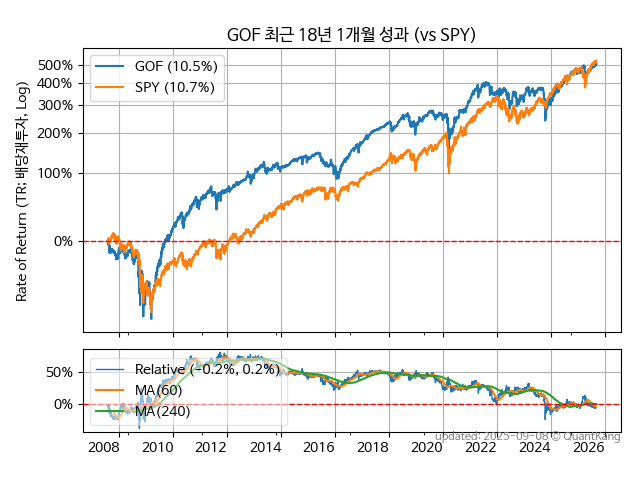 GOF 최근 18년 1개월 성과 (vs SPY)
Rate of Return (TR: 배당재투자, Log)
500%
400%
300%
200%
100%
0%
GOF (10.5%)
SPY (10.7%)
50%
0%
Relative (−0.2%, 0.2%)
MA(60)
MA(240)
updated: 2025-09-08 © QuantKang
2008 2010 2012 2014 2016 2018 2020 2022 2024 2026